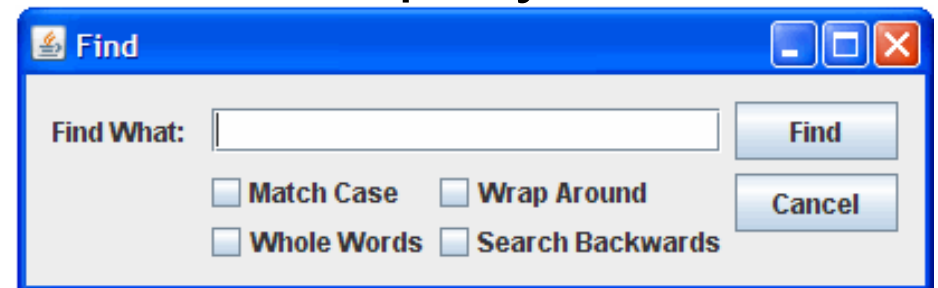 Find
Find What:
Find
Match Case
Wrap Around
Cancel
Whole Words
Search Backwards